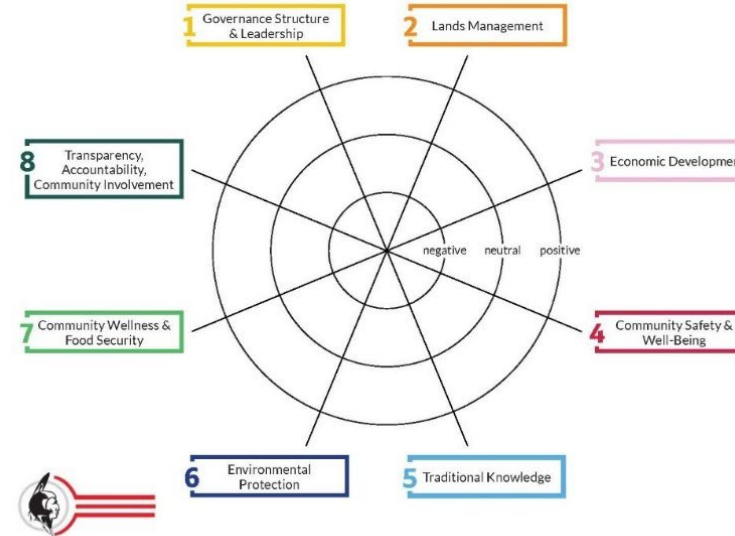 1 Governance Structure
& Leadership
2 Lands Management
3 Economic Developmen
4 Community Safety &
Well-Being
5 Traditional Knowledge
6 Environmental
Protection
7 Community Wellness &
Food Security
8 Transparency,
Accountability,
Community Involvement
negative neutral positive